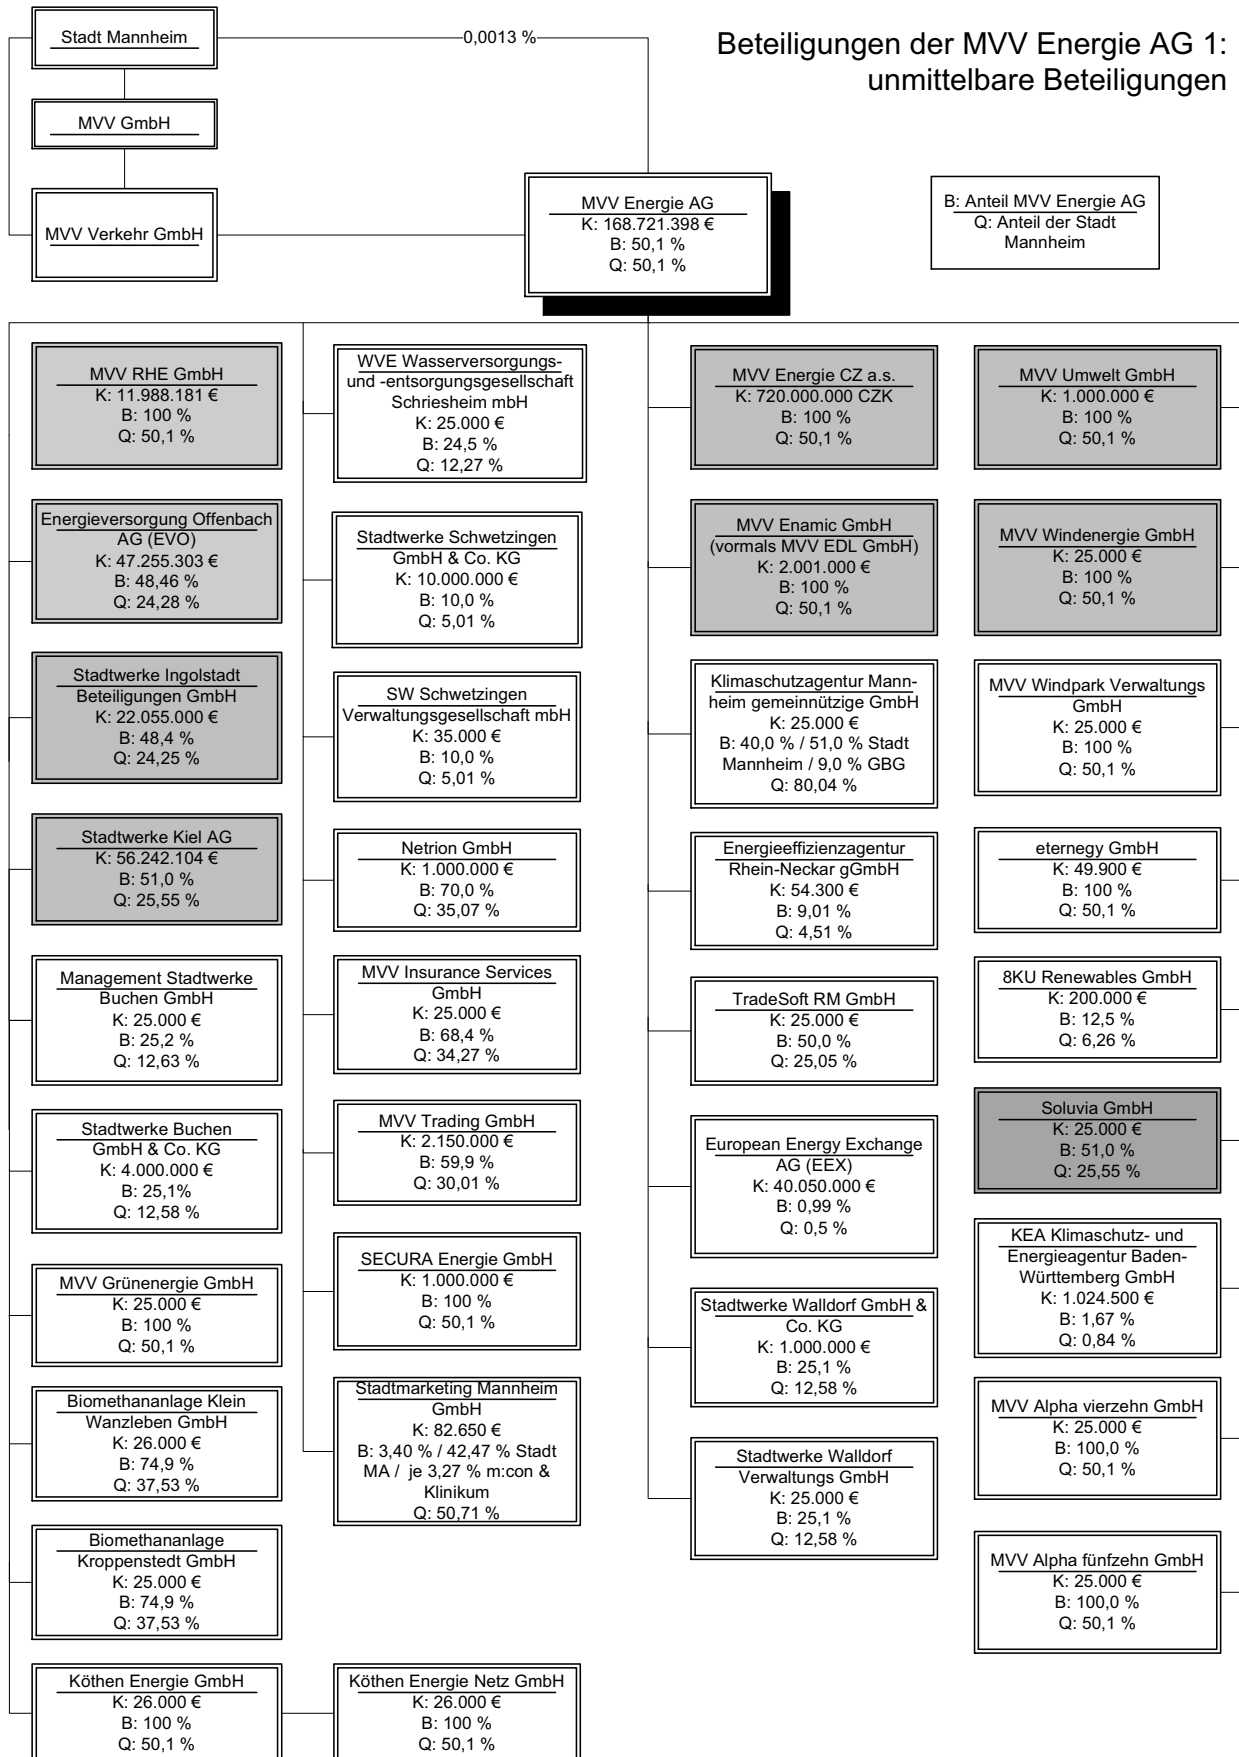 Stadt Mannheim
0,0013 %
Beteiligungen der MVV Energie AG 1:
unmittelbare Beteiligungen
MVV GmbH
MVV Verkehr GmbH
MVV Energie AG
K: 168.721.398 €
B: 50,1 %
Q: 50,1 %
B: Anteil MVV Energie AG
Q: Anteil der Stadt
Mannheim
MVV RHE GmbH
K: 11.988.181 €
B: 100 %
Q: 50,1 %
Energieversorgung Offenbach
AG (EVO)
K: 47.255.303 €
B: 48,46 %
Q: 24,28 %
Stadtwerke Ingolstadt
Beteiligungen GmbH
K: 22.055.000 €
B: 48,4 %
Q: 24,25 %
Stadtwerke Kiel AG
K: 56.242.104 €
B: 51,0 %
Q: 25,55 %
Management Stadtwerke
Buchen GmbH
K: 25.000 €
B: 25,2 %
Q: 12,63 %
Stadtwerke Buchen
GmbH & Co. KG
K: 4.000.000 €
B: 25,1%
Q: 12,58 %
MVV Grünenergie GmbH
K: 25.000 €
B: 100 %
Q: 50,1 %
Biomethananlage Klein
Wanzleben GmbH
K: 26.000 €
B: 74,9 %
Q: 37,53 %
Biomethananlage
Kroppenstedt GmbH
K: 25.000 €
B: 74,9 %
Q: 37,53 %
Köthen Energie GmbH
K: 26.000 €
B: 100 %
Q: 50,1 %
WVE Wasserversorgungs-
und -entsorgungsgesellschaft
Schriesheim mbH
K: 25.000 €
B: 24,5 %
Q: 12,27 %
Stadtwerke Schwetzingen
GmbH & Co. KG
K: 10.000.000 €
B: 10,0 %
Q: 5,01 %
SW Schwetzingen
Verwaltungsgesellschaft mbH
K: 35.000 €
B: 10,0 %
Q: 5,01 %
Netrion GmbH
K: 1.000.000 €
B: 70,0 %
Q: 35,07 %
MVV Insurance Services
GmbH
K: 25.000 €
B: 68,4 %
Q: 34,27 %
MVV Trading GmbH
K: 2.150.000 €
B: 59,9 %
Q: 30,01 %
SECURA Energie GmbH
K: 1.000.000 €
B: 100 %
Q: 50,1 %
Stadtmarketing Mannheim
GmbH
K: 82.650 €
B: 3,40 % / 42,47 % Stadt
MA / je 3,27 % m:con &
Klinikum
Q: 50,71 %
Köthen Energie Netz GmbH
K: 26.000 €
B: 100 %
Q: 50,1 %
MVV Energie CZ a.s.
K: 720.000.000 CZK
B: 100 %
Q: 50,1 %
MVV Enamic GmbH
(vormals MVV EDL GmbH)
K: 2.001.000 €
B: 100 %
Q: 50,1 %
Klimaschutzagentur Mann-
heim gemeinnützige GmbH
K: 25.000 €
B: 40,0 % / 51,0 % Stadt
Mannheim / 9,0 % GBG
Q: 80,04 %
Energieeffizienzagentur
Rhein-Neckar gGmbH
K: 54.300 €
B: 9,01 %
Q: 4,51 %
TradeSoft RM GmbH
K: 25.000 €
B: 50,0 %
Q: 25,05 %
European Energy Exchange
AG (EEX)
K: 40.050.000 €
B: 0,99 %
Q: 0,5 %
Stadtwerke Walldorf GmbH &
Co. KG
K: 1.000.000 €
B: 25,1 %
Q: 12,58 %
Stadtwerke Walldorf
Verwaltungs GmbH
K: 25.000 €
B: 25,1 %
Q: 12,58 %
MVV Umwelt GmbH
K: 1.000.000 €
B: 100 %
Q: 50,1 %
MVV Windenergie GmbH
K: 25.000 €
B: 100 %
Q: 50,1 %
MVV Windpark Verwaltungs
GmbH
K: 25.000 €
B: 100 %
Q: 50,1 %
eternegy GmbH
K: 49.900 €
B: 100 %
Q: 50,1 %
8KU Renewables GmbH
K: 200.000 €
B: 12,5 %
Q: 6,26 %
Soluvia GmbH
K: 25.000 €
B: 51,0 %
Q: 25,55 %
KEA Klimaschutz- und
Energieagentur Baden-
Württemberg GmbH
K: 1.024.500 €
B: 1,67 %
Q: 0,84 %
MVV Alpha vierzehn GmbH
K: 25.000 €
B: 100,0 %
Q: 50,1 %
MVV Alpha fünfzehn GmbH
K: 25.000 €
B: 100,0 %
Q: 50,1 %